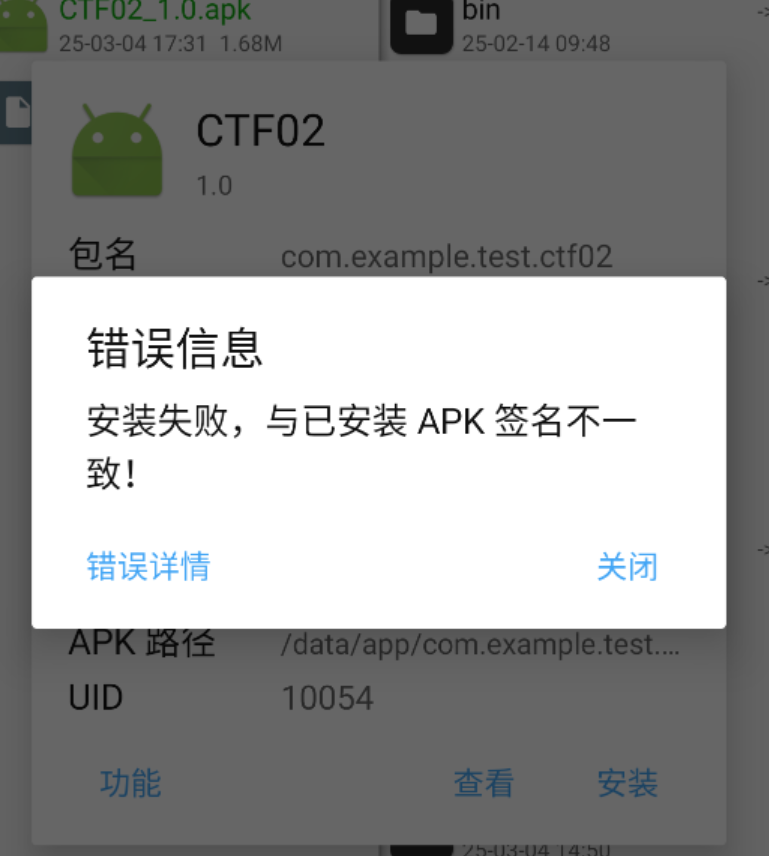 CTF02_1.0.apk
bin
25-03-04 17:31 1.68M
25-02-14 09:48
CTF02
1.0
包名
com.example.test.ctf02
错误信息
安装失败，与已安装 APK 签名不一
致！
错误详情
关闭
APK 路径
/data/app/com.example.test....
UID
10054
功能
查看
安装
25-03-04 14:50